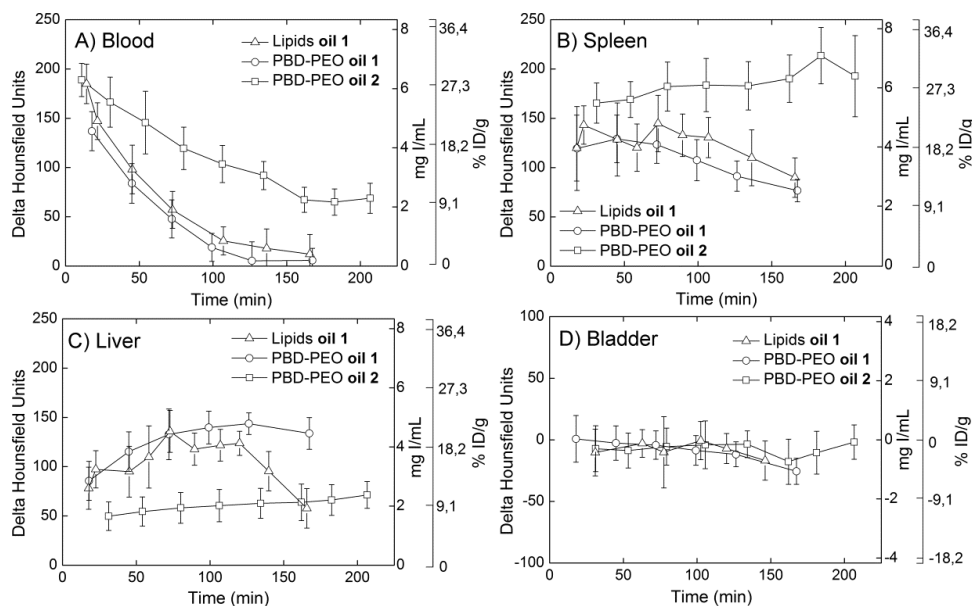 A) Blood
Lipids oil 1
PBD-PEO oil 1
PBD-PEO oil 2
Delta Hounsfield Units
250
200
150
100
50
0
0 50 100 150 200
Time (min)
8
6
4
2
0
mg I/mL
36,4
27,3
18,2
9,1
0
% ID/g
B) Spleen
Lipids oil 1
PBD-PEO oil 1
PBD-PEO oil 2
Delta Hounsfield Units
250
200
150
100
50
0
0 50 100 150 200
Time (min)
8
6
4
2
0
mg I/mL
36,4
27,3
18,2
9,1
0
% ID/g
C) Liver
Lipids oil 1
PBD-PEO oil 1
PBD-PEO oil 2
Delta Hounsfield Units
250
200
150
100
50
0
0 50 100 150 200
Time (min)
8
6
4
2
0
mg I/mL
36,4
27,3
18,2
9,1
0
% ID/g
D) Bladder
Lipids oil 1
PBD-PEO oil 1
PBD-PEO oil 2
Delta Hounsfield Units
100
50
0
-50
-100
0 50 100 150 200
Time (min)
4
2
0
-2
-4
mg I/mL
18,2
9,1
0
-9,1
-18,2
% ID/g